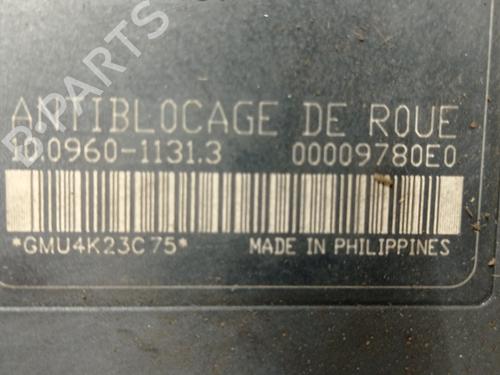 B-PARTS
ANTIBLOCAGE DE ROUE
10.0960-1131.3 00009780E0
*GMU4K23C75* MADE IN PHILIPPINES